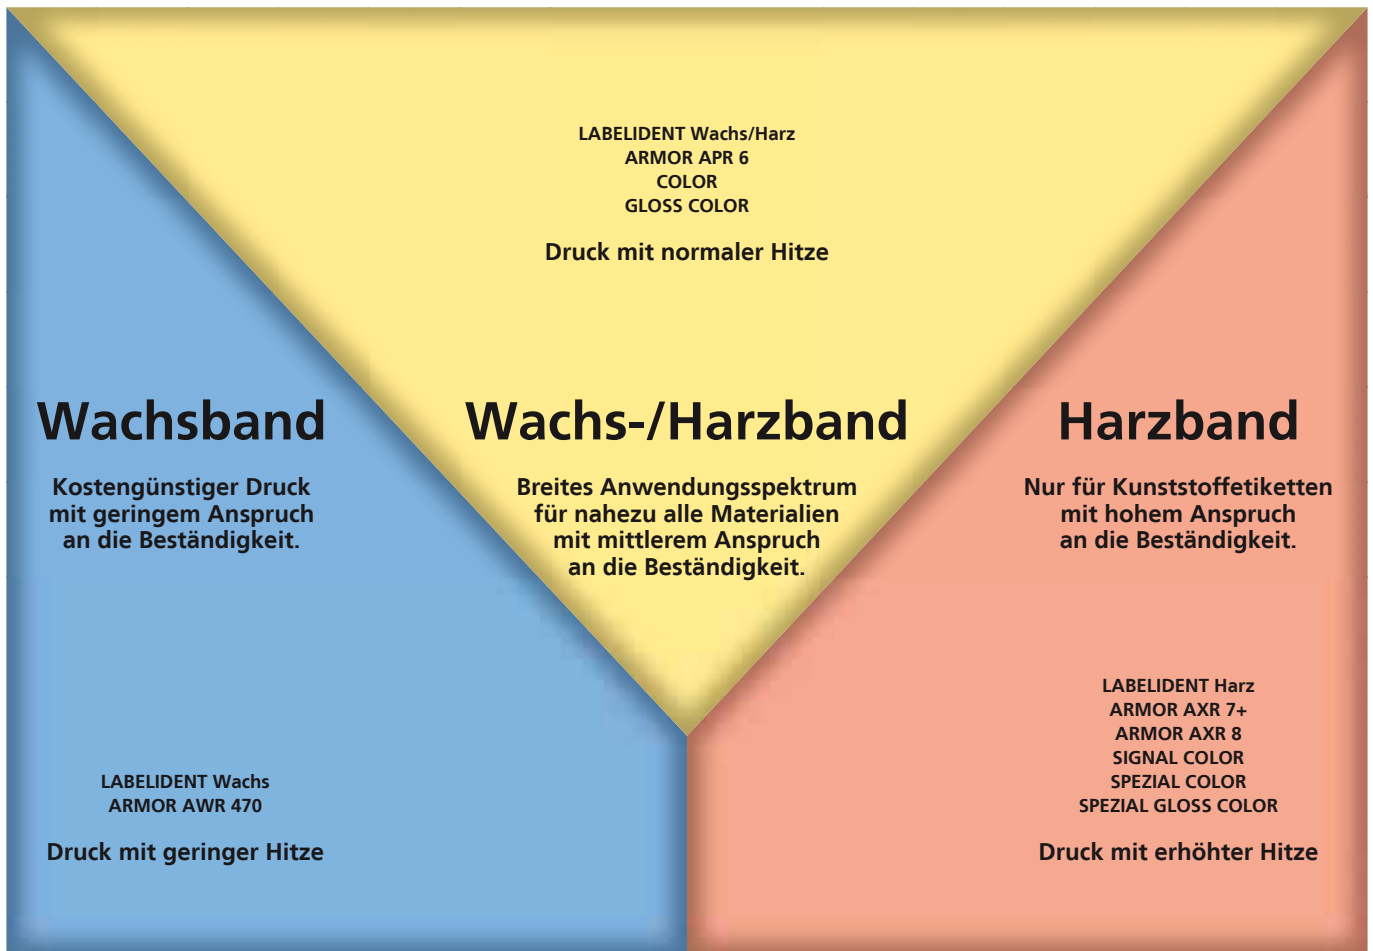 LABELIDENT Wachs/Harz
ARMOR APR 6
COLOR
GLOSS COLOR
Druck mit normaler Hitze
Wachsband
Kostengünstiger Druck
mit geringem Anspruch
an die Beständigkeit.
LABELIDENT Wachs
ARMOR AWR 470
Druck mit geringer Hitze
Wachs-/Harzband
Breites Anwendungsspektrum
für nahezu alle Materialien
mit mittlerem Anspruch
an die Beständigkeit.
Harzband
Nur für Kunststoffetiketten
mit hohem Anspruch
an die Beständigkeit.
LABELIDENT Harz
ARMOR AXR 7+
ARMOR AXR 8
SIGNAL COLOR
SPEZIAL COLOR
SPEZIAL GLOSS COLOR
Druck mit erhöhter Hitze